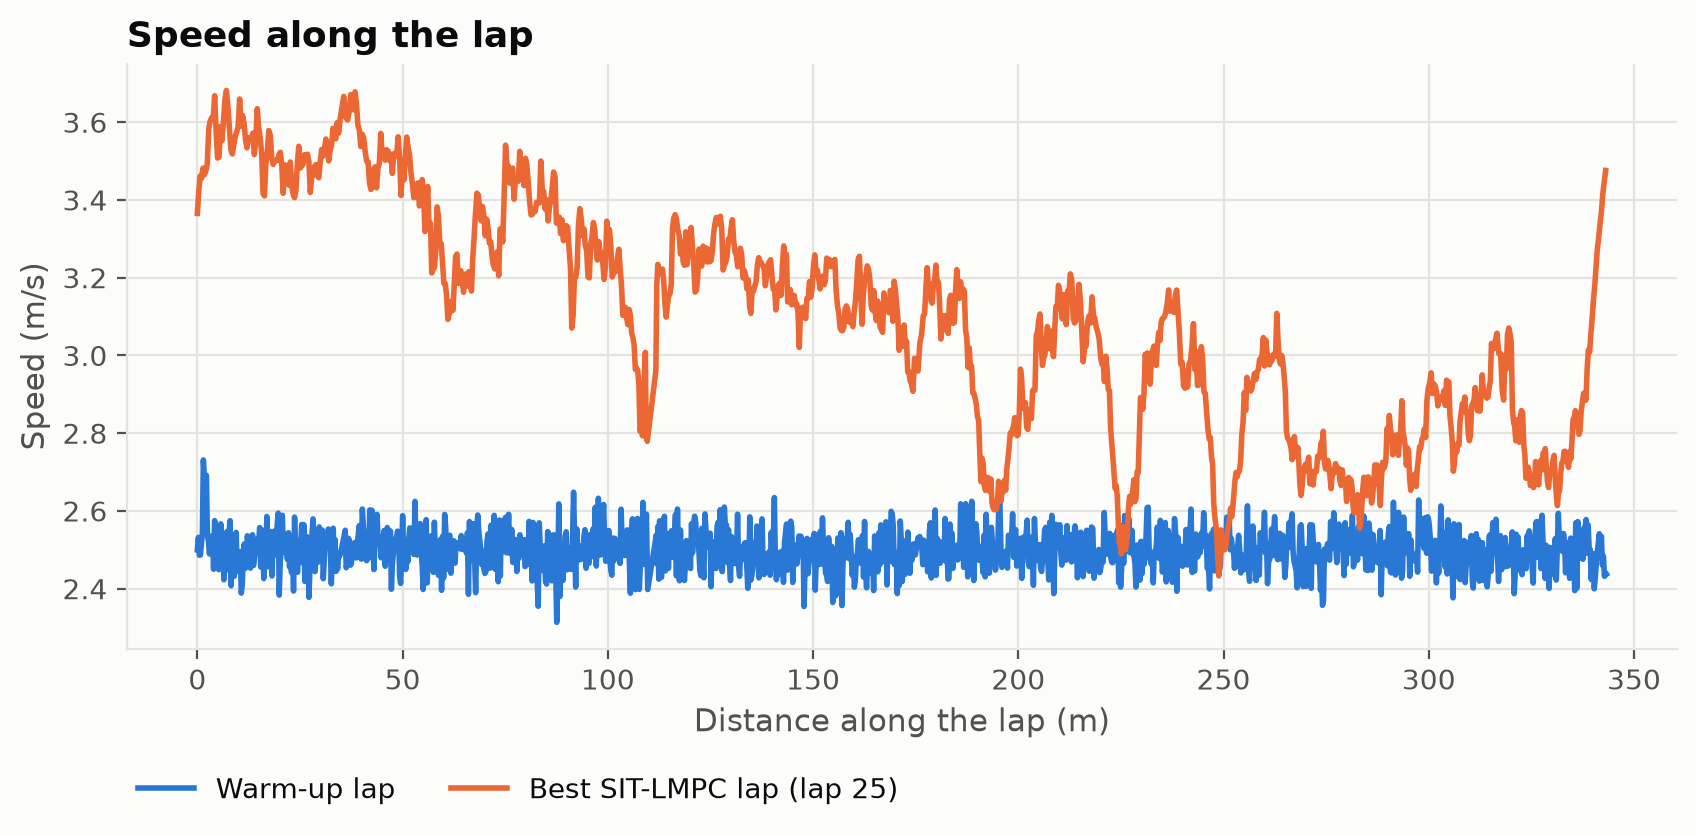 Speed along the lap
Speed (m/s)
3.6
3.4
3.2
3.0
2.8
2.6
2.4
0 50 100 150 200 250 300 350
Distance along the lap (m)
Warm-up lap Best SIT-LMPC lap (lap 25)